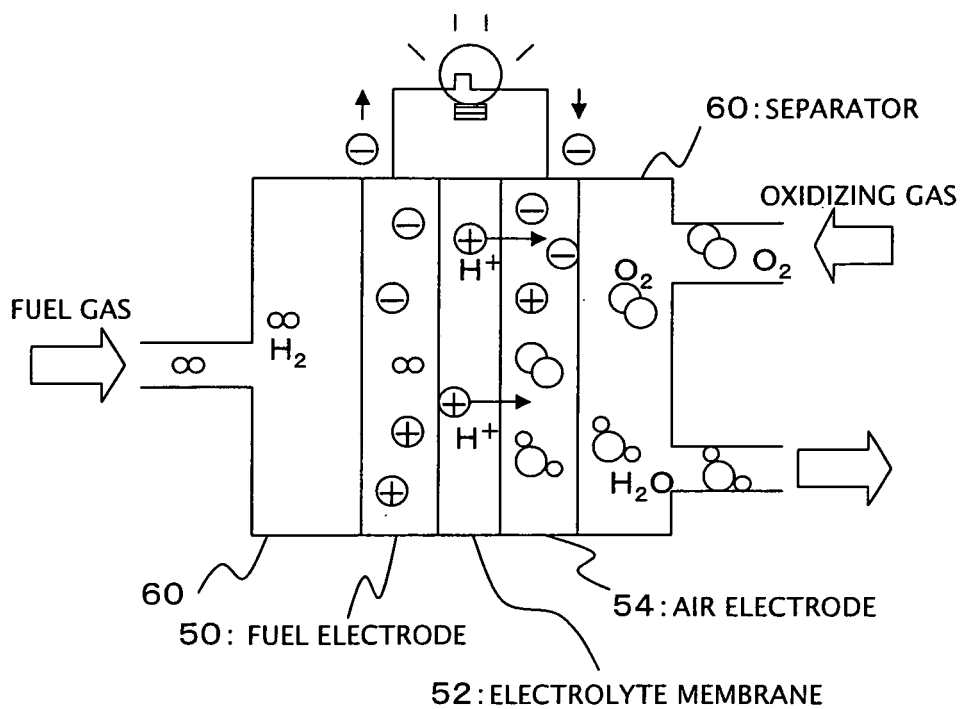 60:SEPARATOR
OXIDIZING GAS
H+
O2
O2
FUEL GAS
H2
H+
H2O
60
50: FUEL ELECTRODE
54: AIR ELECTRODE
52:ELECTROLYTE MEMBRANE